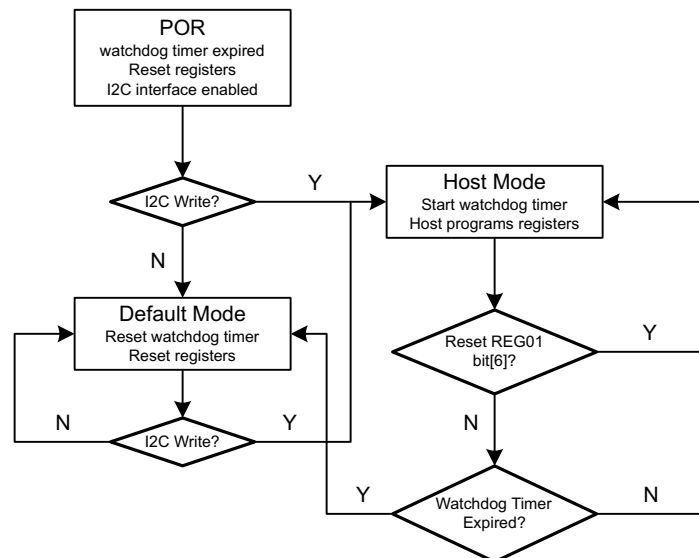 POR
watchdog timer expired
Reset registers
I2C interface enabled
I2C Write?
Y
N
Host Mode
Start watchdog timer
Host programs registers
Default Mode
Reset watchdog timer
Reset registers
Reset REG01
bit[6]?
Y
N
I2C Write?
N
Y
Watchdog Timer
Expired?
Y
N